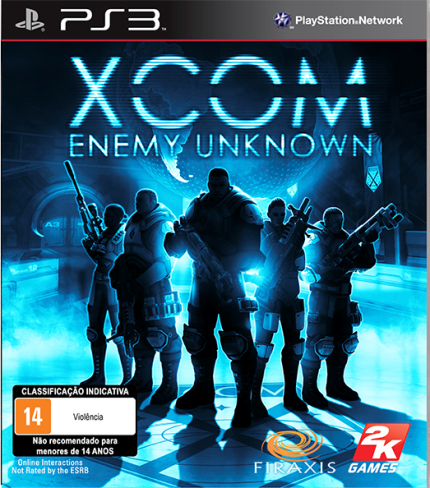 PS3
PlayStation®Network
XCOM
ENEMY UNKNOWN
A3
CLASSIFICAÇÃO INDICATIVA
14
Violência
Não recomendado para
menores de 14 ANOS
Online Interactions
Not Rated by the ESRB
FIRAXIS
2K
GAMES